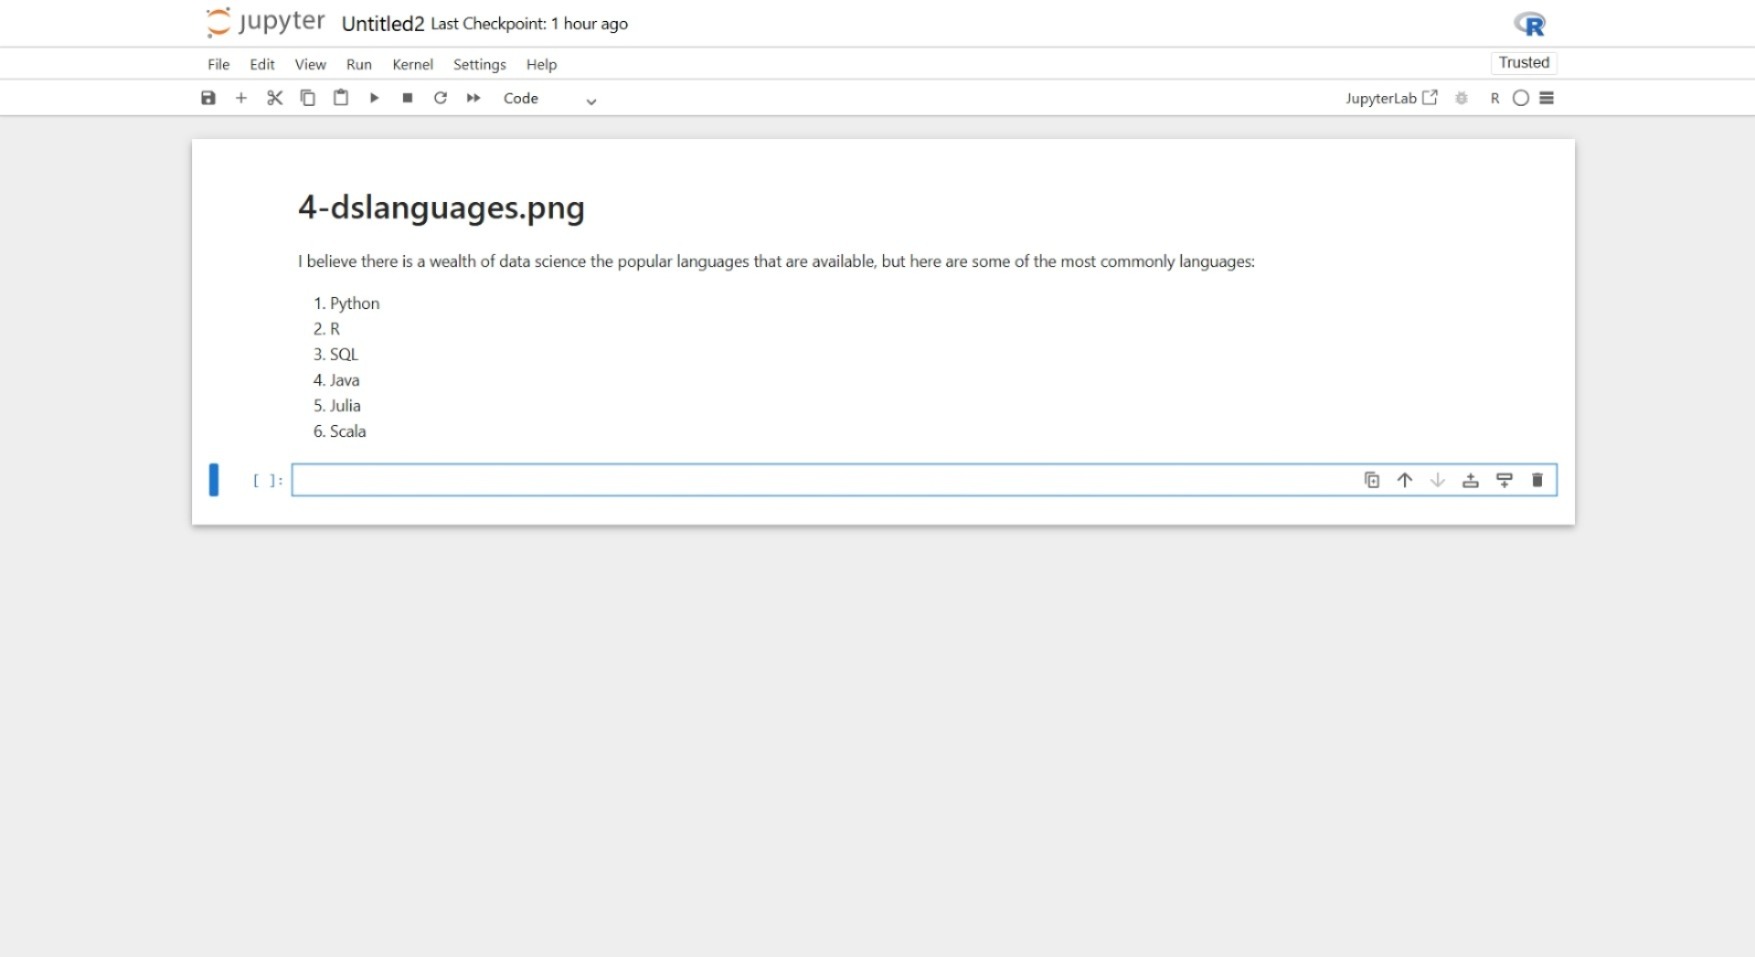 jupyter Untitled2 Last Checkpoint: 1 hour ago
File Edit View Run Kernel Settings Help Trusted
Code JupyterLab R
4-dslanguages.png
I believe there is a wealth of data science the popular languages that are available, but here are some of the most commonly languages:
1. Python
2. R
3. SQL
4. Java
5. Julia
6. Scala
[ ]: